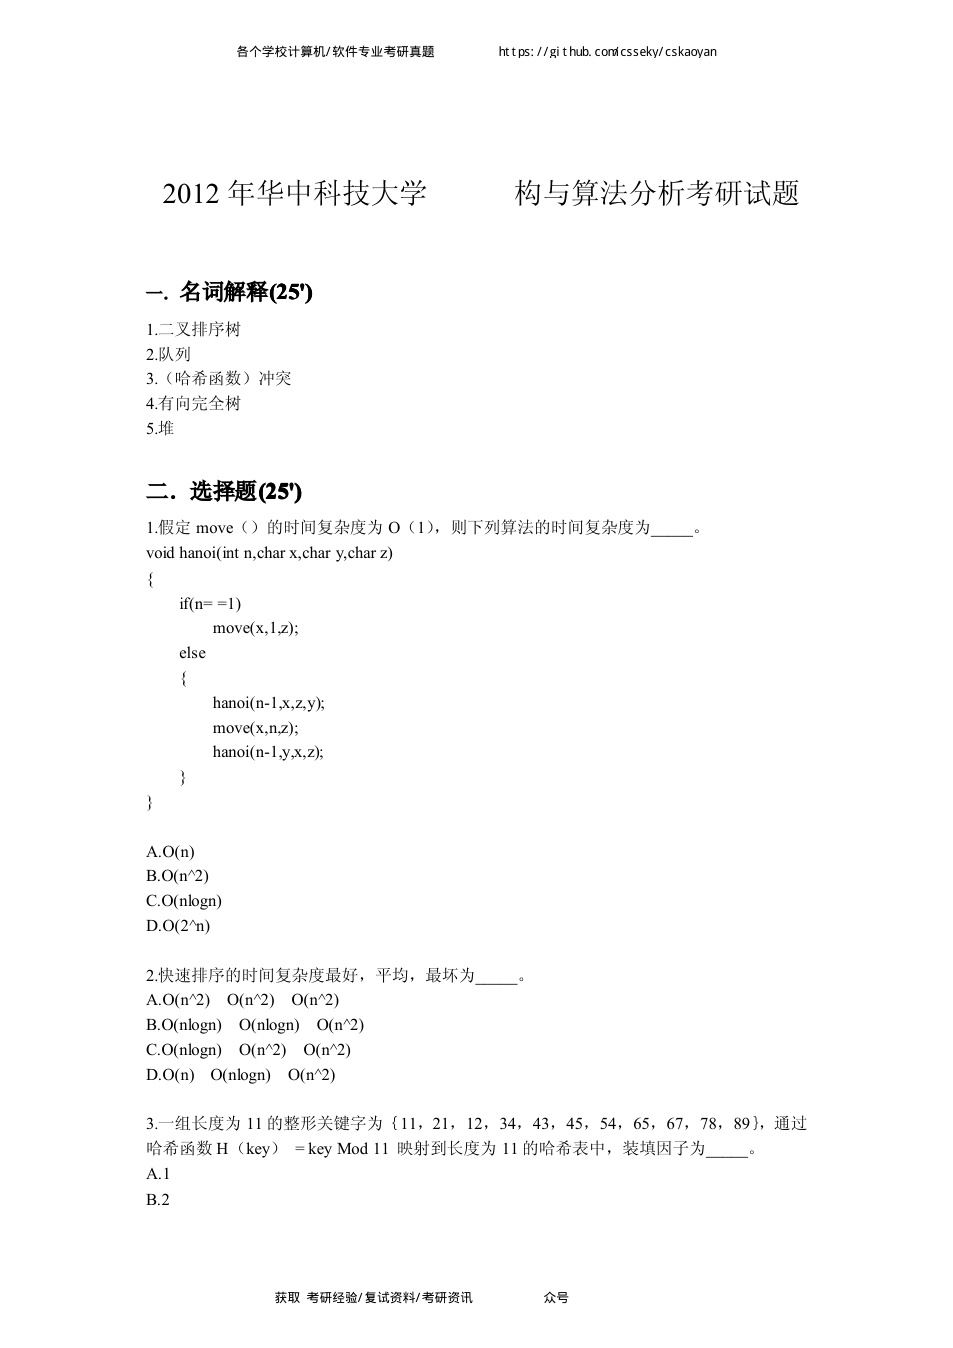 各个学校计算机/软件专业考研真题 https://github.com/csseky/cskaoyan
2012 年华中科技大学 构与算法分析考研试题
一. 名词解释(25')
1.二叉排序树
2.队列
3.（哈希函数）冲突
4.有向完全树
5.堆
二．选择题(25')
1.假定 move（）的时间复杂度为 O（1），则下列算法的时间复杂度为_____。
void hanoi(int n,char x,char y,char z)
{
if(n= =1)
move(x,1,z);
else
{
hanoi(n-1,x,z,y);
move(x,n,z);
hanoi(n-1,y,x,z);
}
}
A.O(n)
B.O(n^2)
C.O(nlogn)
D.O(2^n)
2.快速排序的时间复杂度最好，平均，最坏为_____。
A.O(n^2) O(n^2) O(n^2)
B.O(nlogn) O(nlogn) O(n^2)
C.O(nlogn) O(n^2) O(n^2)
D.O(n) O(nlogn) O(n^2)
3.一组长度为 11 的整形关键字为｛11，21，12，34，43，45，54，65，67，78，89｝，通过
哈希函数 H（key） ＝key Mod 11 映射到长度为 11 的哈希表中，装填因子为_____。
A.1
B.2
获取 考研经验/复试资料/考研资讯 众号